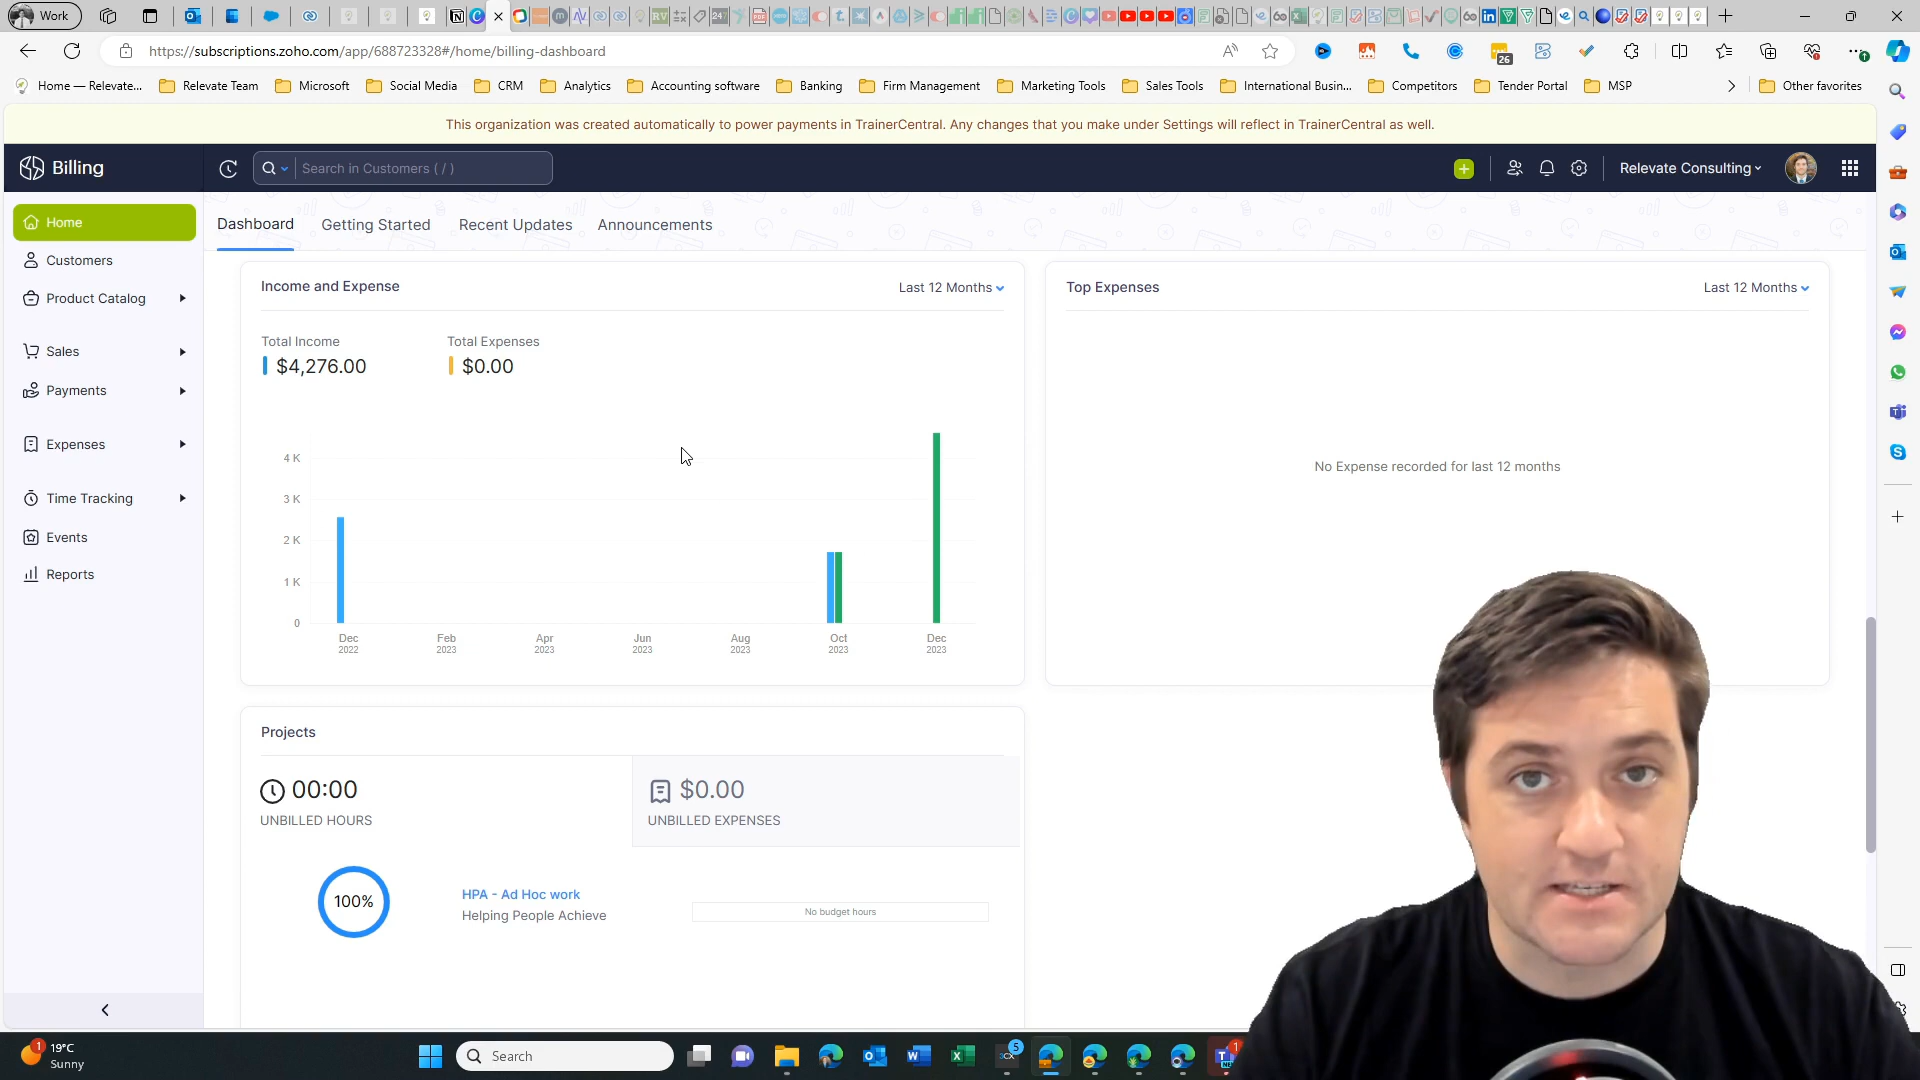 Work
https://subscriptions.zoho.com/app/688723328#/home/billing-dashboard
26
Home — Relevate...
Relevate Team
Microsoft
Social Media
CRM
Analytics
Accounting software
Banking
Firm Management
Marketing Tools
Sales Tools
International Busin...
Competitors
Tender Portal
MSP
Other favorites
This organization was created automatically to power payments in TrainerCentral. Any changes that you make under Settings will reflect in TrainerCentral as well.
Billing
Search in Customers ( / )
Relevate Consulting
Home
Customers
Product Catalog
Sales
Payments
Expenses
Time Tracking
Events
Reports
Dashboard
Getting Started
Recent Updates
Announcements
Income and Expense
Last 12 Months
Total Income
$4,276.00
Total Expenses
$0.00
4 K
3 K
2 K
1 K
0
Dec
2022
Feb
2023
Apr
2023
Jun
2023
Aug
2023
Oct
2023
Dec
2023
Top Expenses
Last 12 Months
No Expense recorded for last 12 months
Projects
00:00
UNBILLED HOURS
$0.00
UNBILLED EXPENSES
100%
HPA - Ad Hoc work
Helping People Achieve
No budget hours
1
19°C
Sunny
Search
5
1